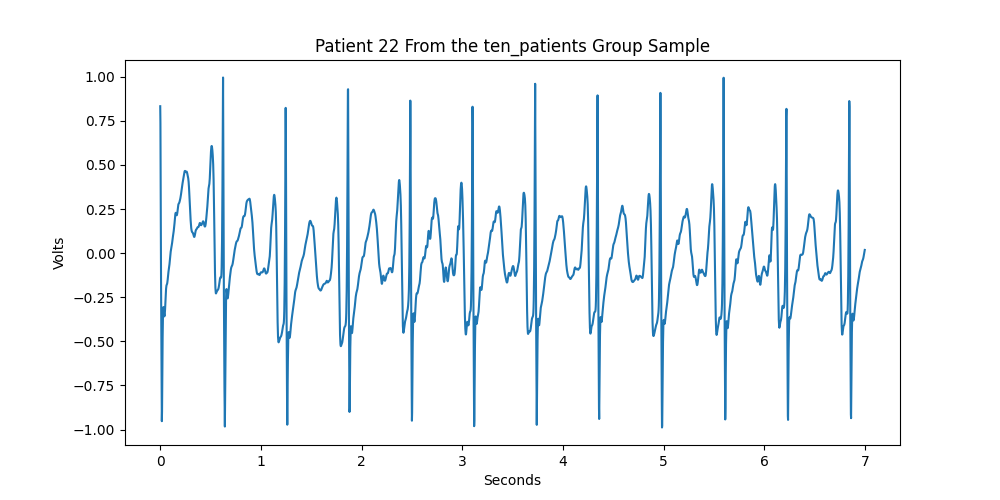 Patient 22 From the ten_patients Group Sample
1.00
0.75
0.50
0.25
0.00
−0.25
−0.50
−0.75
−1.00
Volts
0 1 2 3 4 5 6 7
Seconds